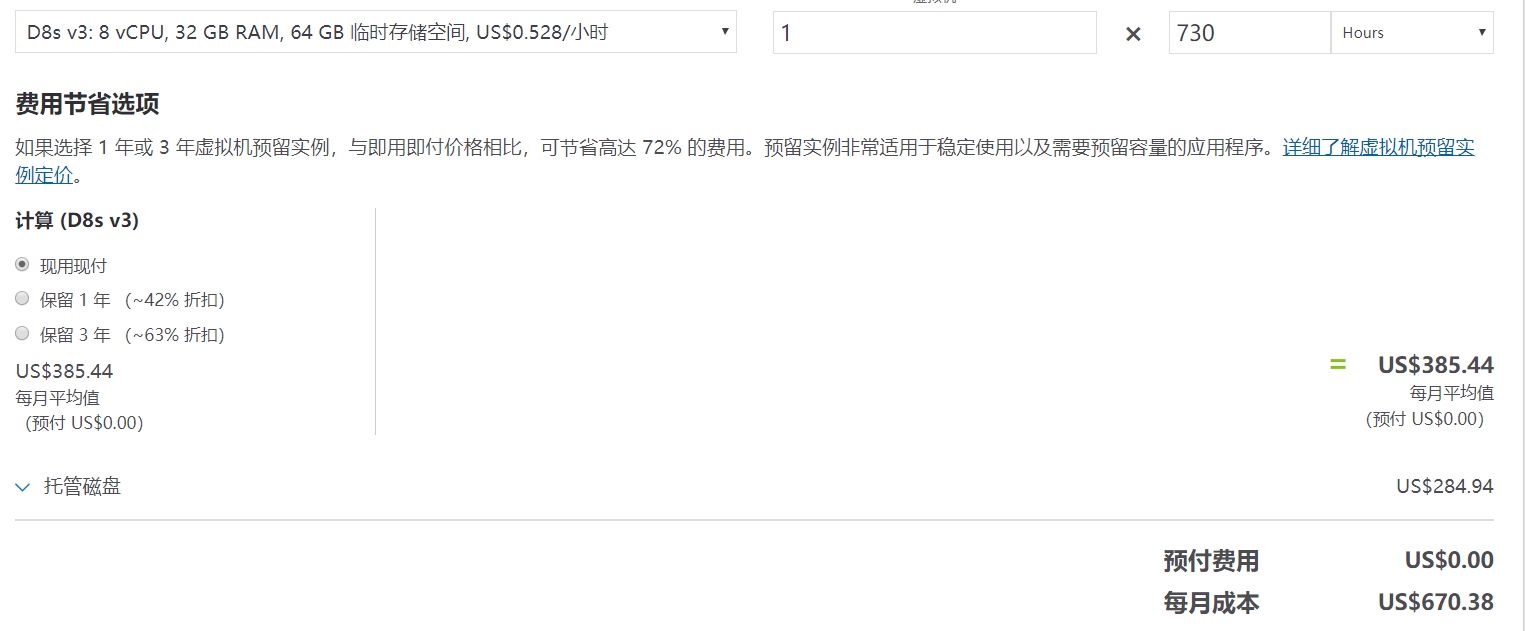 D8s v3: 8 vCPU, 32 GB RAM, 64 GB 临时存储空间, US$0.528/小时
1
×
730
Hours
费用节省选项
如果选择 1 年或 3 年虚拟机预留实例，与即用即付价格相比，可节省高达 72% 的费用。预留实例非常适用于稳定使用以及需要预留容量的应用程序。详细了解虚拟机预留实
例定价。
计算 (D8s v3)
现用现付
保留 1 年 （~42% 折扣）
保留 3 年 （~63% 折扣）
US$385.44
每月平均值
（预付 US$0.00）
= US$385.44
每月平均值
（预付 US$0.00）
托管磁盘 US$284.94
预付费用 US$0.00
每月成本 US$670.38